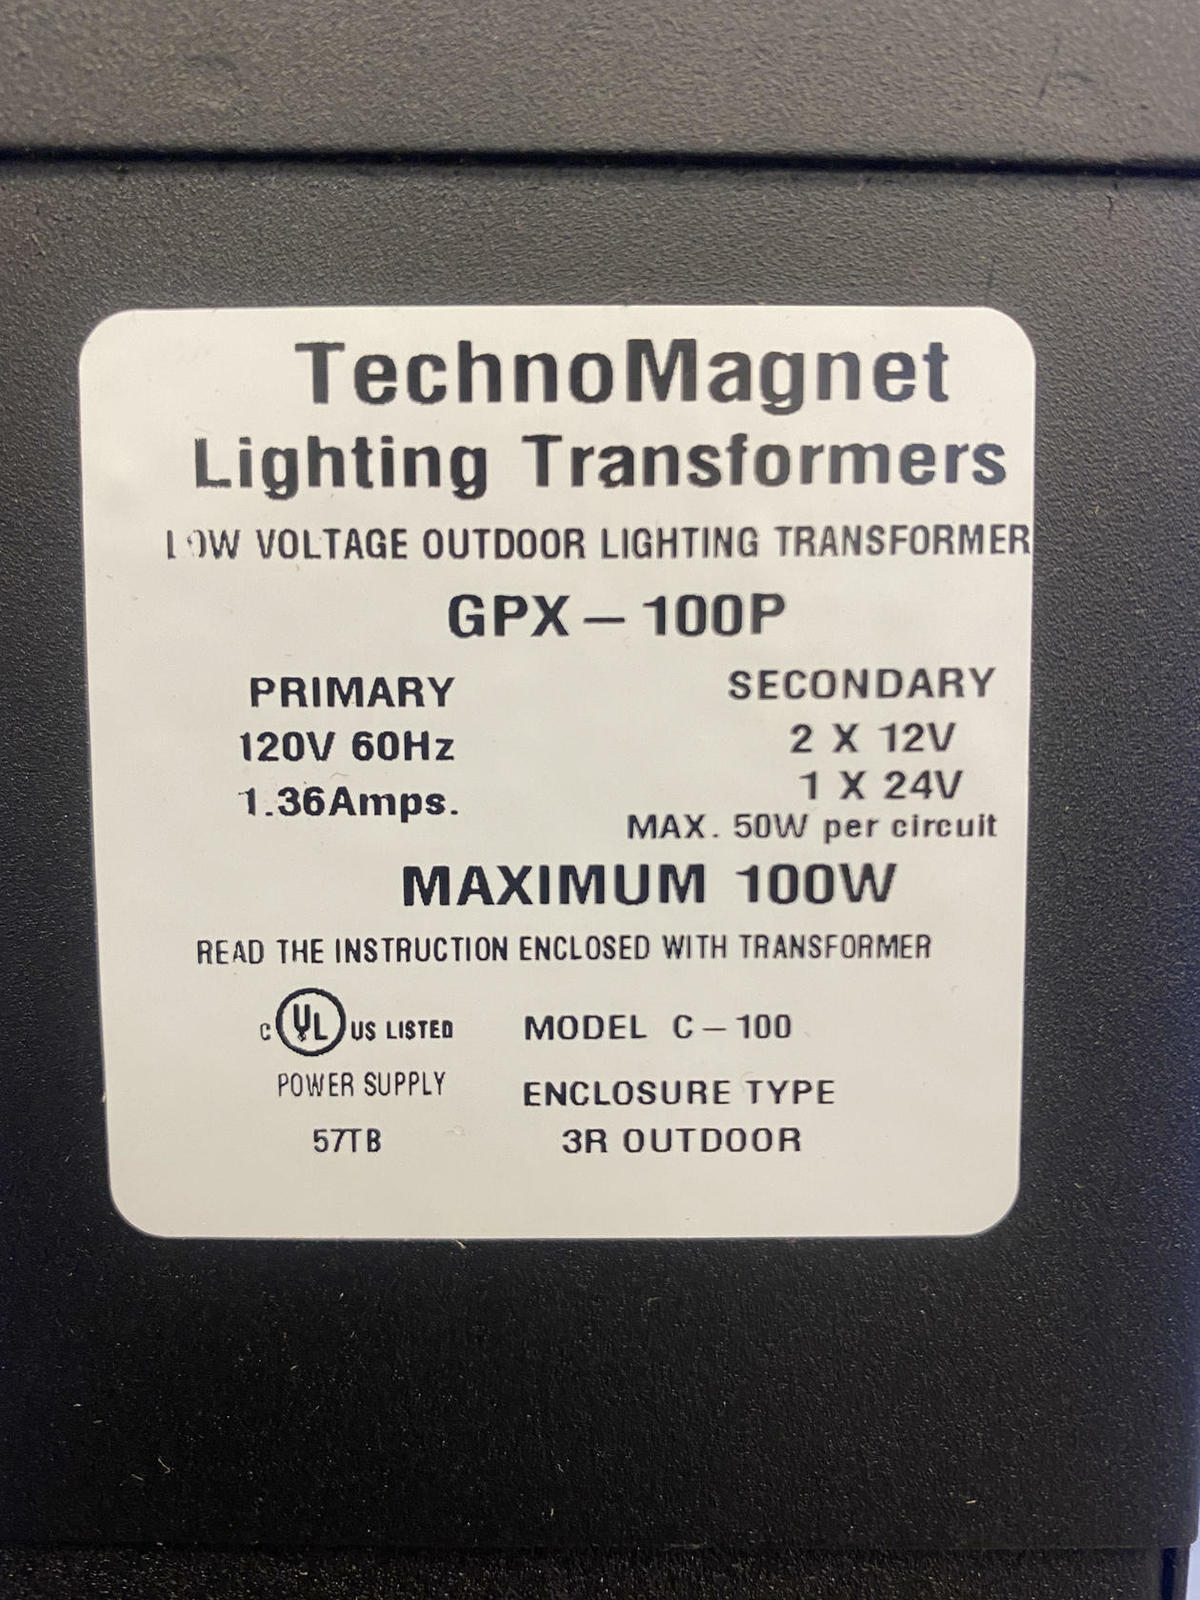 TechnoMagnet
Lighting Transformers
LOW VOLTAGE OUTDOOR LIGHTING TRANSFORMER
GPX – 100P
PRIMARY
120V 60Hz
1.36Amps.
SECONDARY
2 X 12V
1 X 24V
MAX. 50W per circuit
MAXIMUM 100W
READ THE INSTRUCTION ENCLOSED WITH TRANSFORMER
C UL US LISTED
POWER SUPPLY
57TB
MODEL C – 100
ENCLOSURE TYPE
3R OUTDOOR